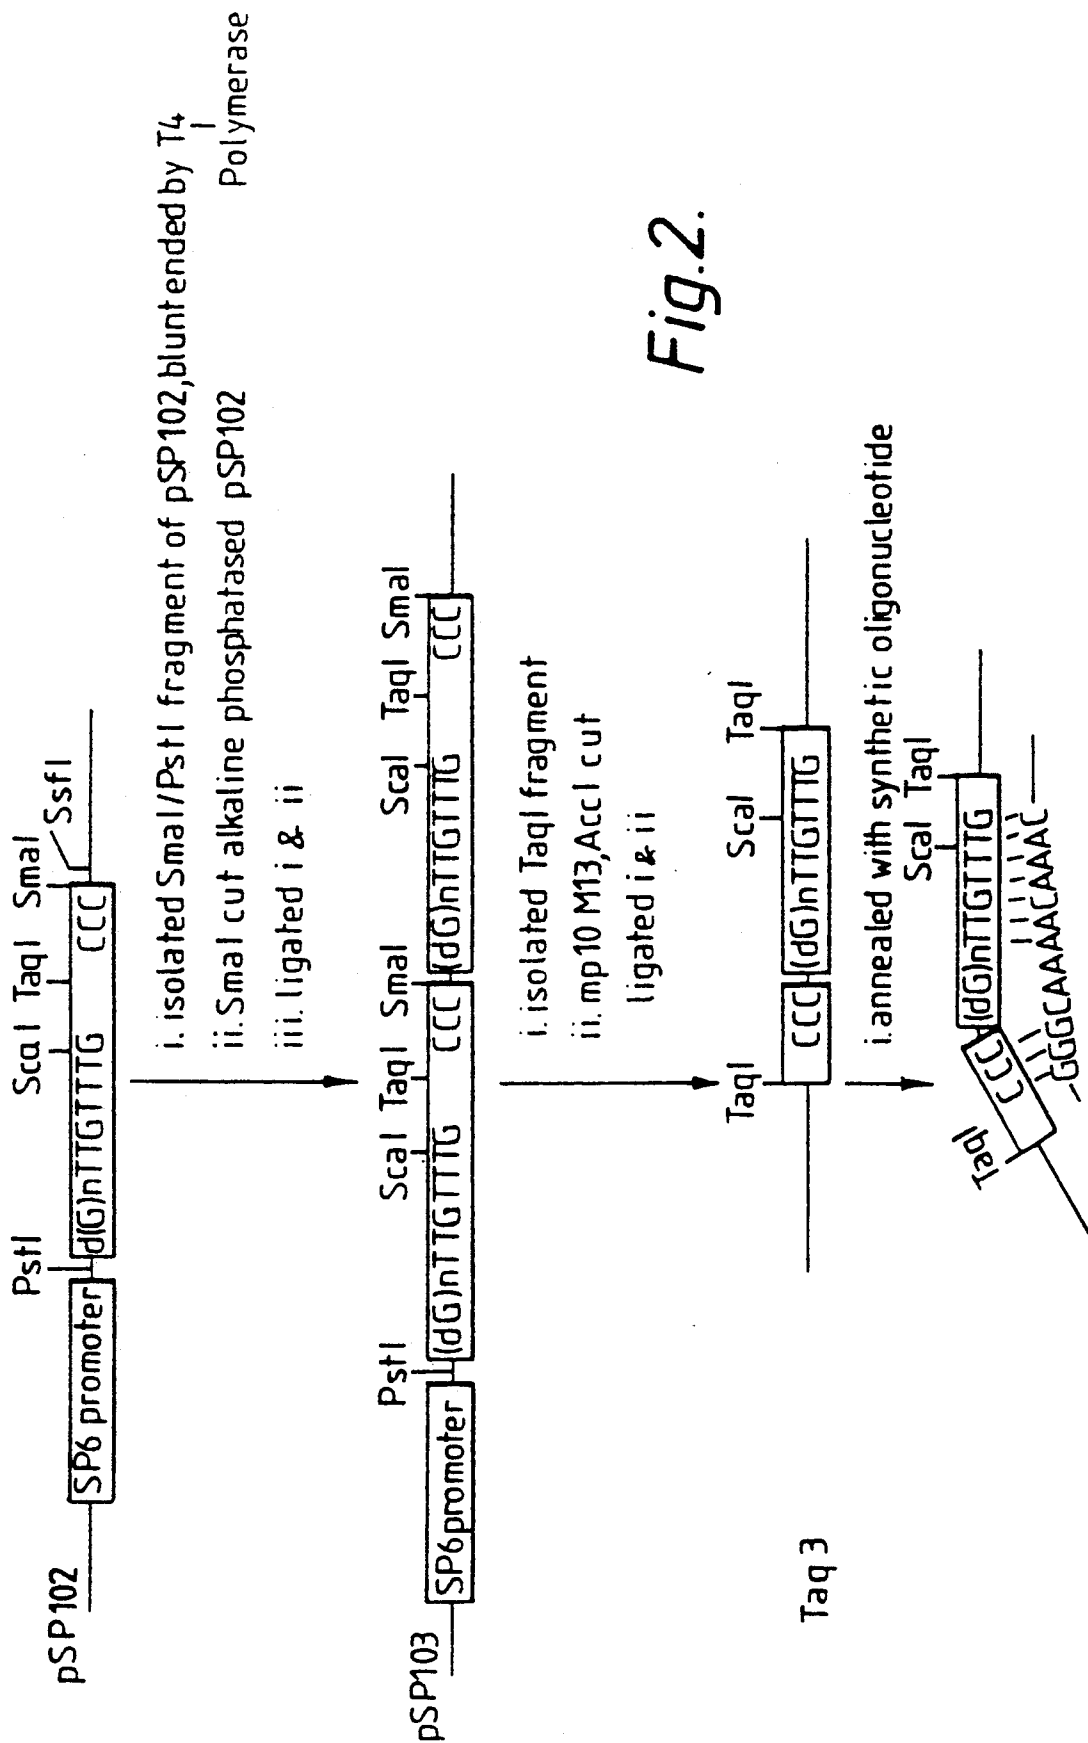 pSP102
PstI ScaI TaqI SmaI SsfI
SP6 promoter d(G)nTTGTTTG CCC
i. isolated SmaI/PstI fragment of pSP102,bluntended by T4
Polymerase
ii. SmaI cut alkaline phosphatased pSP102
iii. ligated i & ii
pSP103
PstI ScaI TaqI SmaI ScaI TaqI SmaI
SP6promoter (dG)nTTGTTTG CCC (dG)nTTGTTTG CCC
i. isolated TaqI fragment
ii. mp10 M13,AccI cut
ligated i & ii
Fig.2.
Taq 3
TaqI ScaI TaqI
CCC (dG)nTTGTTTG
i. annealed with synthetic oligonucleotide
TaqI ScaI TaqI
CCC (dG)nTTGTTTG
GGGCAAAACAAAC